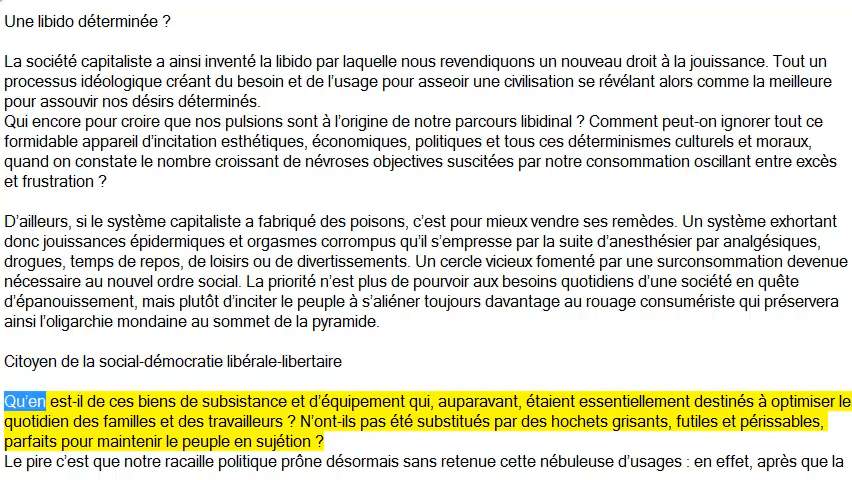 Une libido déterminée ?
La société capitaliste a ainsi inventé la libido par laquelle nous revendiquons un nouveau droit à la jouissance. Tout un
processus idéologique créant du besoin et de l’usage pour asseoir une civilisation se révélant alors comme la meilleure
pour assouvir nos désirs déterminés.
Qui encore pour croire que nos pulsions sont à l’origine de notre parcours libidinal ? Comment peut-on ignorer tout ce
formidable appareil d’incitation esthétiques, économiques, politiques et tous ces déterminismes culturels et moraux,
quand on constate le nombre croissant de névroses objectives suscitées par notre consommation oscillant entre excès
et frustration ?
D’ailleurs, si le système capitaliste a fabriqué des poisons, c’est pour mieux vendre ses remèdes. Un système exhortant
donc jouissances épidermiques et orgasmes corrompus qu’il s’empresse par la suite d’anesthésier par analgésiques,
drogues, temps de repos, de loisirs ou de divertissements. Un cercle vicieux fomenté par une surconsommation devenue
nécessaire au nouvel ordre social. La priorité n’est plus de pourvoir aux besoins quotidiens d’une société en quête
d’épanouissement, mais plutôt d’inciter le peuple à s’aliéner toujours davantage au rouage consumériste qui préservera
ainsi l’oligarchie mondaine au sommet de la pyramide.
Citoyen de la social-démocratie libérale-libertaire
Qu’en est-il de ces biens de subsistance et d’équipement qui, auparavant, étaient essentiellement destinés à optimiser le
quotidien des familles et des travailleurs ? N’ont-ils pas été substitués par des hochets grisants, futiles et périssables,
parfaits pour maintenir le peuple en sujétion ?
Le pire c’est que notre racaille politique prône désormais sans retenue cette nébuleuse d’usages : en effet, après que la